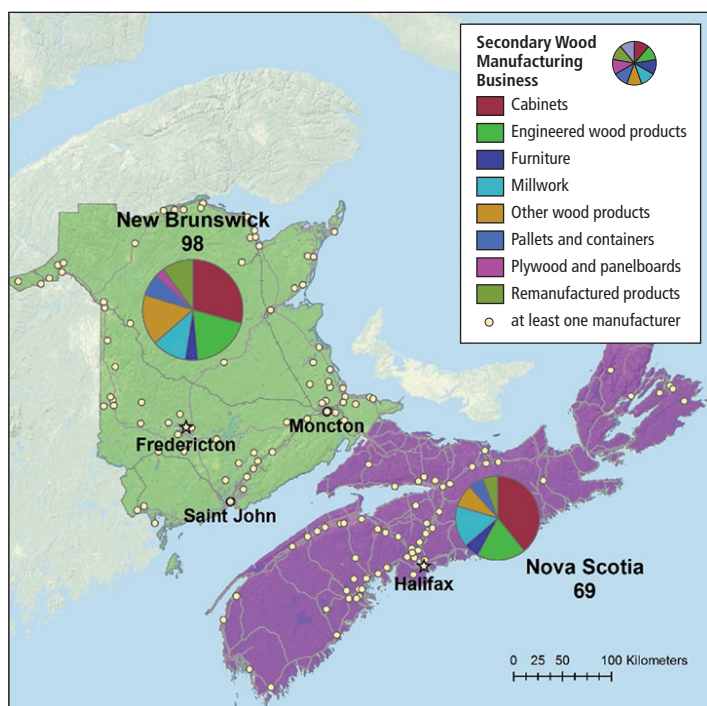 Secondary Wood
Manufacturing
Business
Cabinets
Engineered wood products
Furniture
Millwork
Other wood products
Pallets and containers
Plywood and panelboards
Remanufactured products
at least one manufacturer
New Brunswick
98
Moncton
Fredericton
Saint John
Halifax
Nova Scotia
69
0 25 50 100 Kilometers